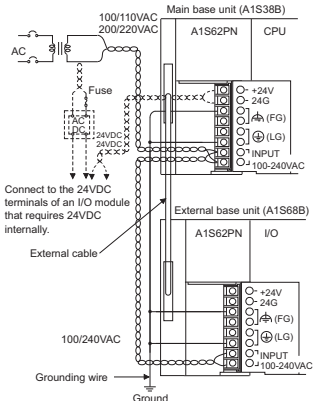 Main base unit (A1S38B)
100/110VAC
200/220VAC
A1S62PN
CPU
AC
Fuse
+24V
24G
(FG)
(LG)
INPUT
100-240VAC
AC
DC
24VDC
24VDC
Connect to the 24VDC
terminals of an I/O module
that requires 24VDC
internally.
External base unit (A1S68B)
A1S62PN
I/O
External cable
+24V
24G
(FG)
(LG)
INPUT
100-240VAC
100/240VAC
Grounding wire
Ground